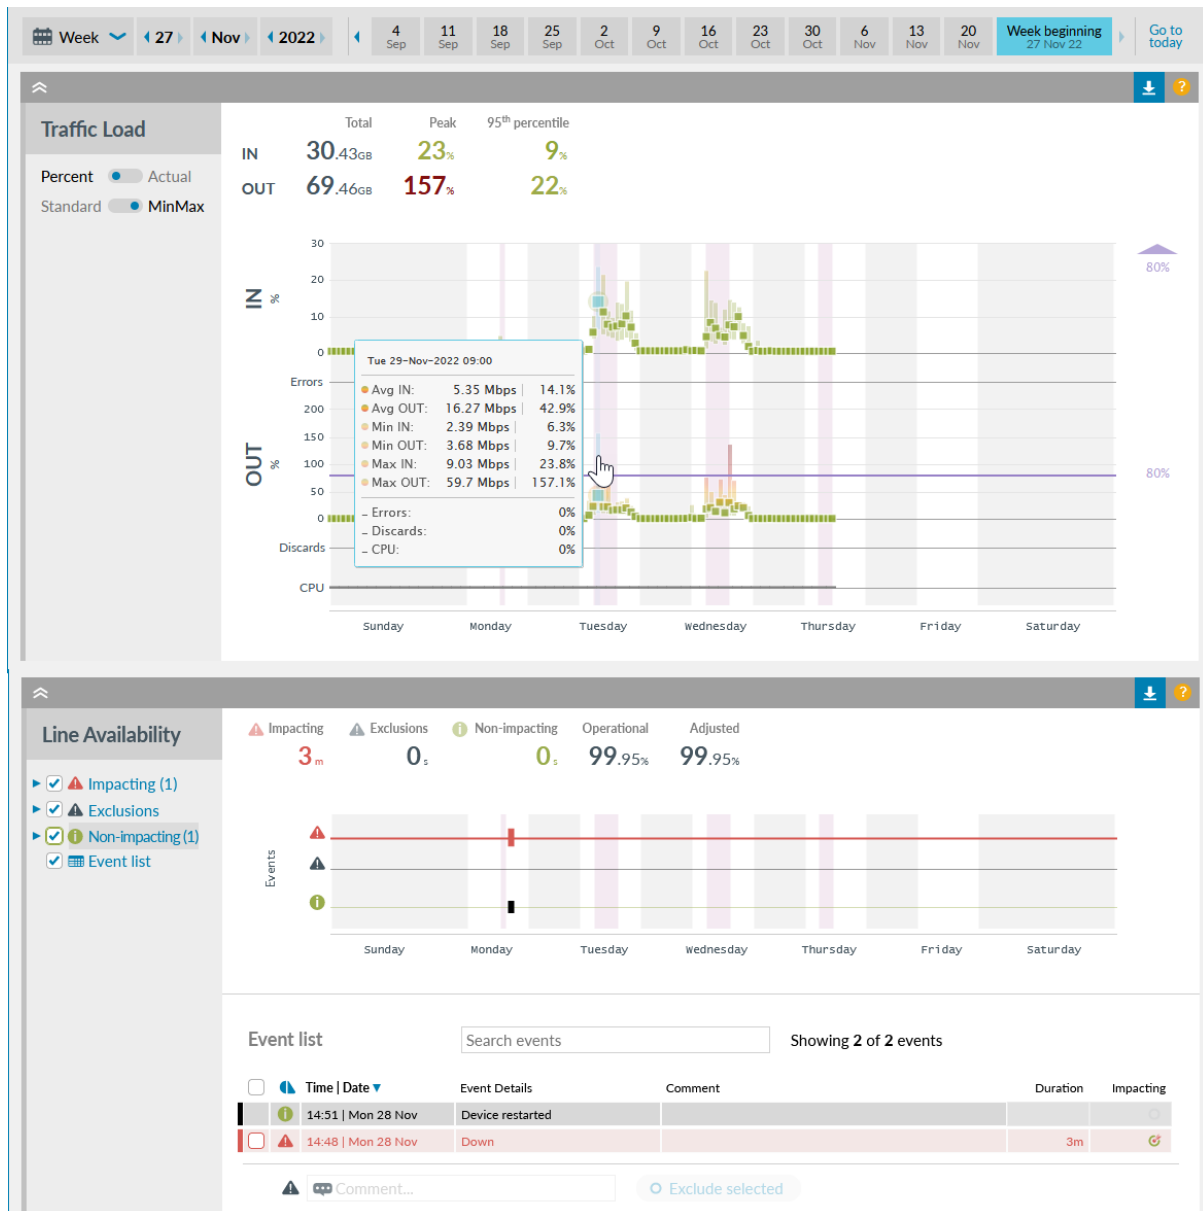 Week 27 Nov 2022 4 Sep 11 Sep 18 Sep 25 Sep 2 Oct 9 Oct 16 Oct 23 Oct 30 Oct 6 Nov 13 Nov 20 Nov Week beginning 27 Nov 22 Go to today
?
Traffic Load
Percent Actual
Standard MinMax
Total Peak 95th percentile
IN 30.43GB 23% 9%
OUT 69.46GB 157% 22%
IN %
30
20
10
0
Errors
80%
OUT %
200
150
100
50
0
Discards
CPU
80%
Tue 29-Nov-2022 09:00
Avg IN: 5.35 Mbps | 14.1%
Avg OUT: 16.27 Mbps | 42.9%
Min IN: 2.39 Mbps | 6.3%
Min OUT: 3.68 Mbps | 9.7%
Max IN: 9.03 Mbps | 23.8%
Max OUT: 59.7 Mbps | 157.1%
– Errors: 0%
– Discards: 0%
– CPU: 0%
Sunday Monday Tuesday Wednesday Thursday Friday Saturday
?
Line Availability
Impacting (1)
Exclusions
Non-impacting (1)
Event list
Impacting Exclusions Non-impacting Operational Adjusted
3m 0s 0s 99.95% 99.95%
Events
Sunday Monday Tuesday Wednesday Thursday Friday Saturday
Event list Search events Showing 2 of 2 events
Time | Date Event Details Comment Duration Impacting
14:51 | Mon 28 Nov Device restarted
14:48 | Mon 28 Nov Down 3m
Comment... Exclude selected